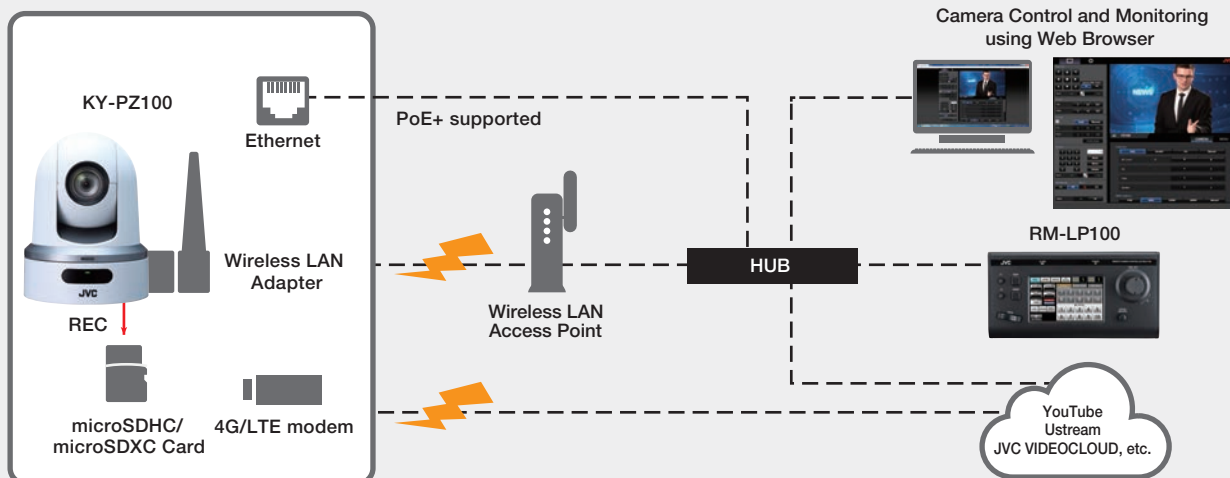 Camera Control and Monitoring
using Web Browser
KY-PZ100
Ethernet
PoE+ supported
NEWS
JVC
Wireless LAN
Adapter
REC
microSDHC/
microSDXC Card
4G/LTE modem
Wireless LAN
Access Point
HUB
RM-LP100
JVC
YouTube
Ustream
JVC VIDEOCLOUD, etc.